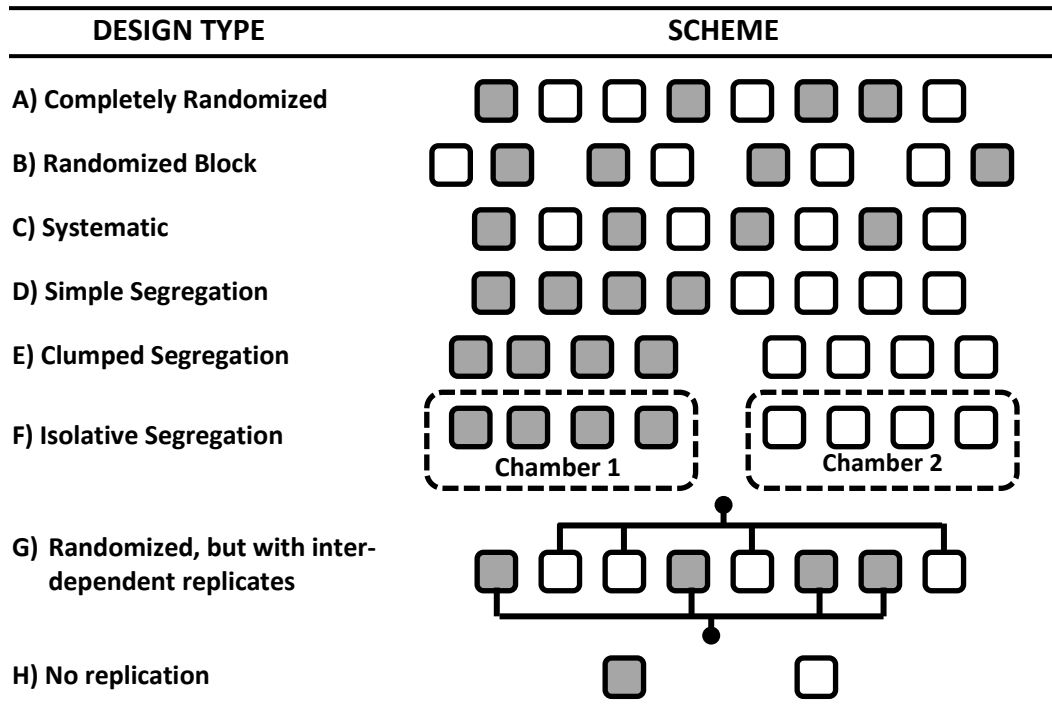 DESIGN TYPE SCHEME
A) Completely Randomized
B) Randomized Block
C) Systematic
D) Simple Segregation
E) Clumped Segregation
F) Isolative Segregation
Chamber 1 Chamber 2
G) Randomized, but with inter-
dependent replicates
H) No replication